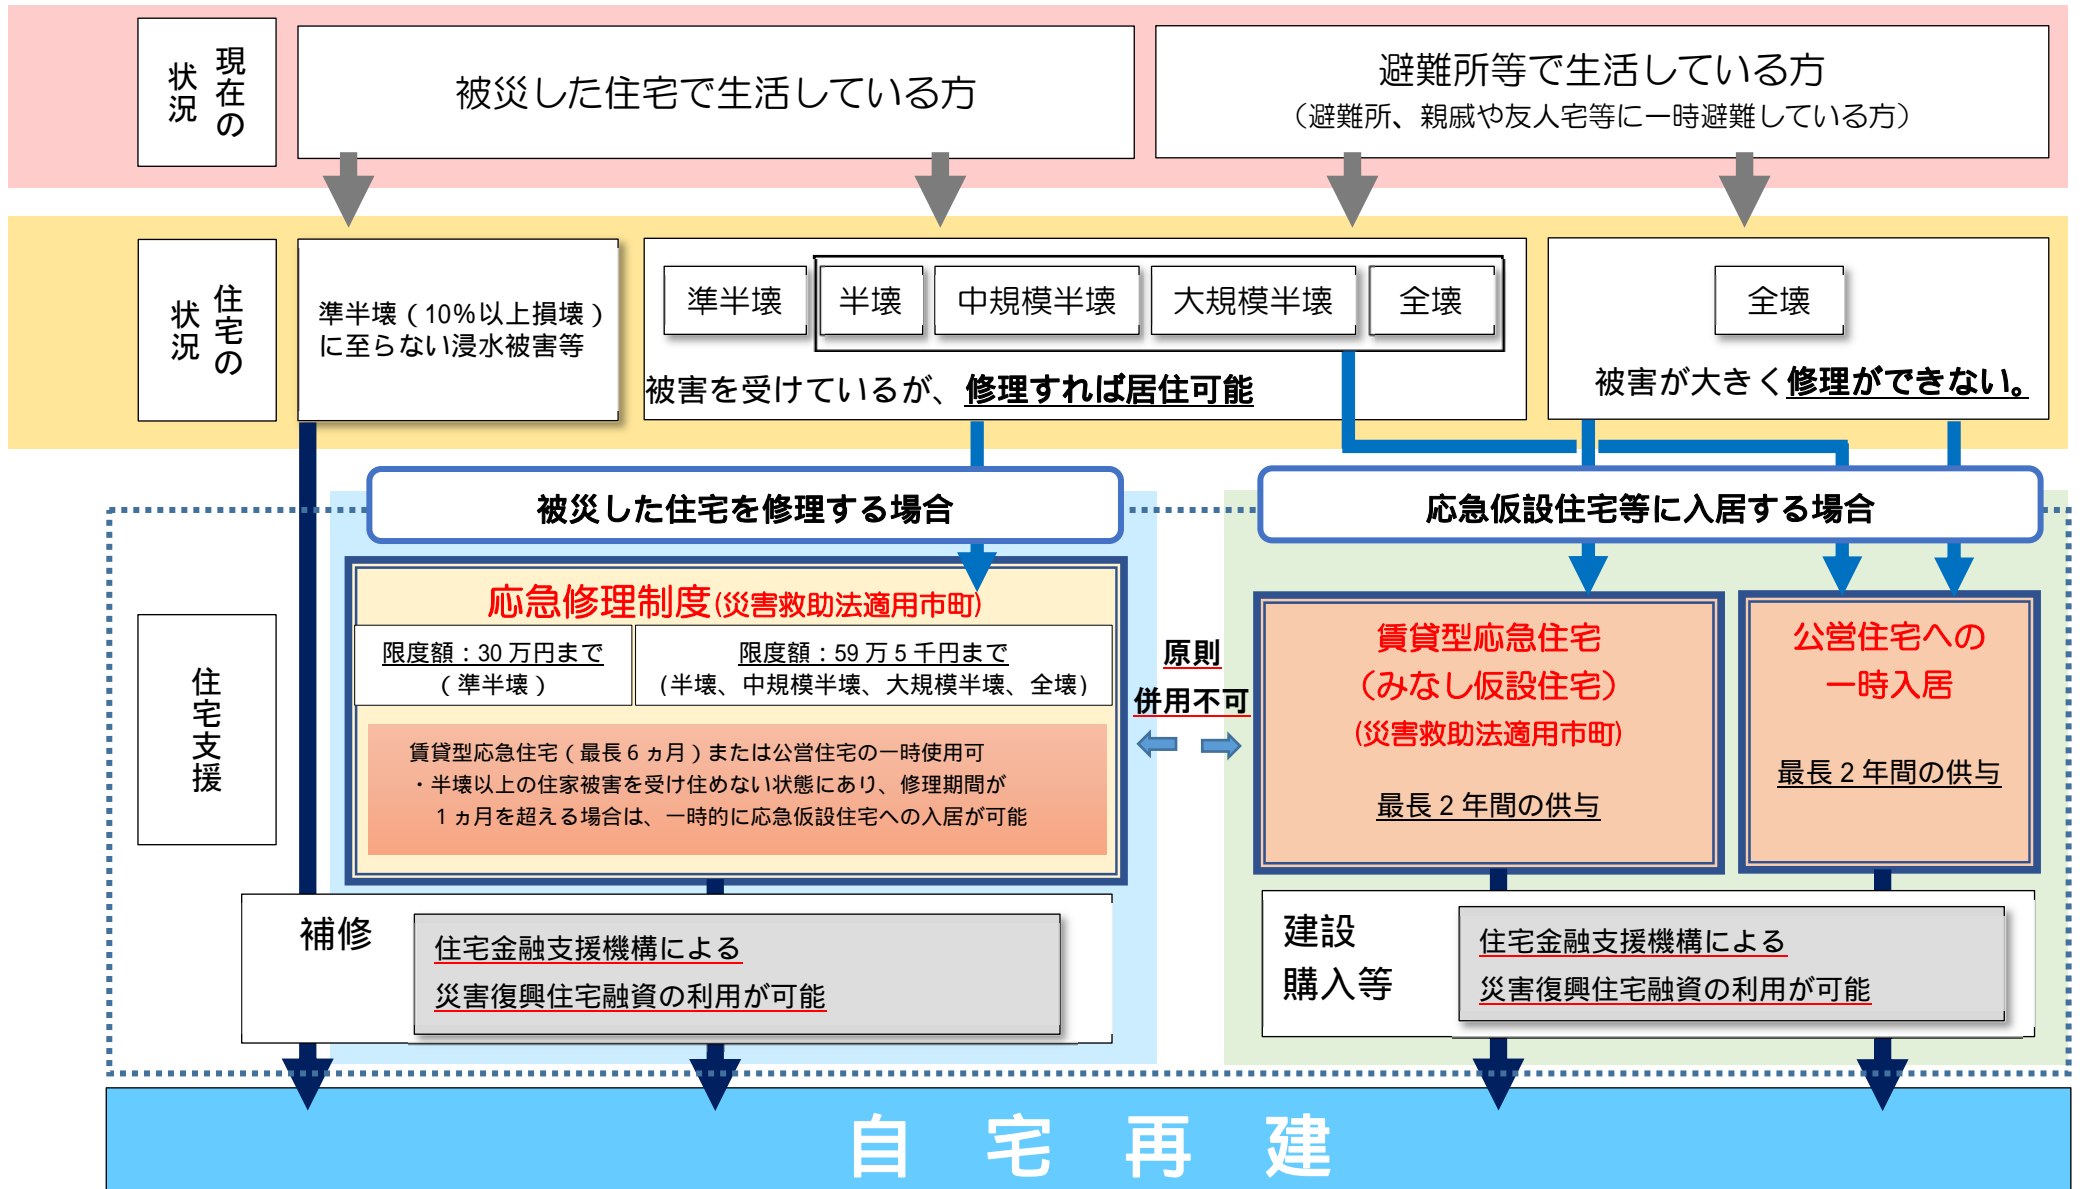 現在の
状況
被災した住宅で生活している方
避難所等で生活している方
（避難所、親戚や友人宅等に一時避難している方）
住宅の
状況
準半壊（10%以上損壊）
に至らない浸水被害等
準半壊
半壊
中規模半壊
大規模半壊
全壊
被害を受けているが、修理すれば居住可能
全壊
被害が大きく修理ができない。
住宅支援
被災した住宅を修理する場合
応急修理制度(災害救助法適用市町)
限度額：30万円まで
（準半壊）
限度額：59万5千円まで
(半壊、中規模半壊、大規模半壊、全壊)
賃貸型応急住宅（最長6ヵ月）または公営住宅の一時使用可
・半壊以上の住家被害を受け住めない状態にあり、修理期間が
1ヵ月を超える場合は、一時的に応急仮設住宅への入居が可能
原則
併用不可
応急仮設住宅等に入居する場合
賃貸型応急住宅
（みなし仮設住宅）
(災害救助法適用市町)
最長2年間の供与
公営住宅への
一時入居
最長2年間の供与
補修
住宅金融支援機構による
災害復興住宅融資の利用が可能
建設
購入等
住宅金融支援機構による
災害復興住宅融資の利用が可能
自宅再建